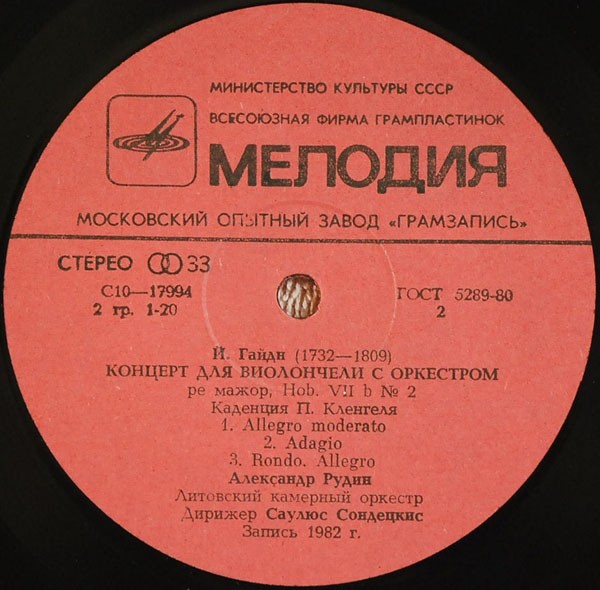 МИНИСТЕРСТВО КУЛЬТУРЫ СССР
ВСЕСОЮЗНАЯ ФИРМА ГРАМПЛАСТИНОК
МЕЛОДИЯ
МОСКОВСКИЙ ОПЫТНЫЙ ЗАВОД «ГРАМЗАПИСЬ»
СТЕРЕО 33
С10—17994
2 гр. 1-20
ГОСТ 5289-80
2
Й. Гайдн (1732—1809)
КОНЦЕРТ ДЛЯ ВИОЛОНЧЕЛИ С ОРКЕСТРОМ
ре мажор, Hob. VII b № 2
Каденция П. Кленгеля
1. Allegro moderato
2. Adagio
3. Rondo. Allegro
Александр Рудин
Литовский камерный оркестр
Дирижер Саулюс Сондецкис
Запись 1982 г.